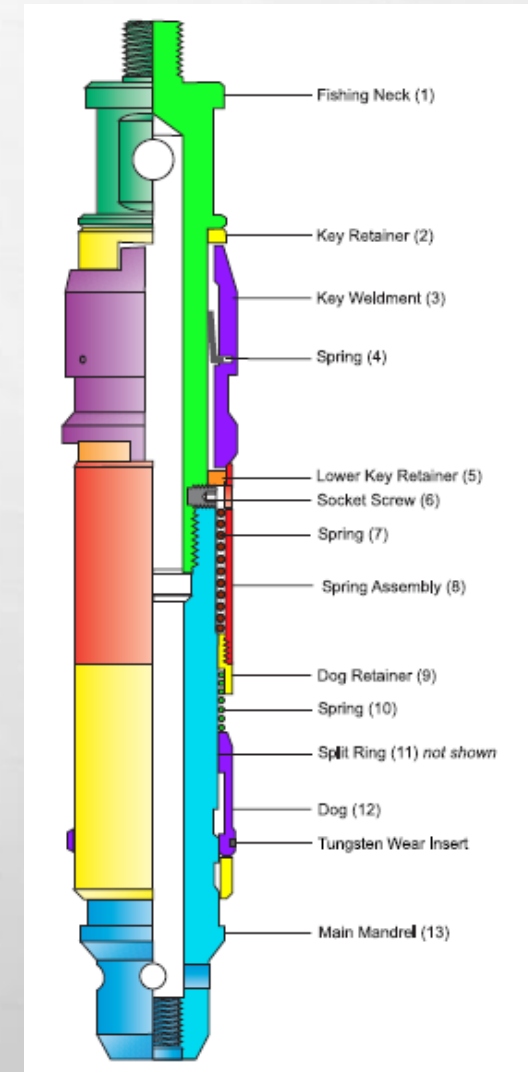 Fishing Neck (1)
Key Retainer (2)
Key Weldment (3)
Spring (4)
Lower Key Retainer (5)
Socket Screw (6)
Spring (7)
Spring Assembly (8)
Dog Retainer (9)
Spring (10)
Split Ring (11) not shown
Dog (12)
Tungsten Wear Insert
Main Mandrel (13)